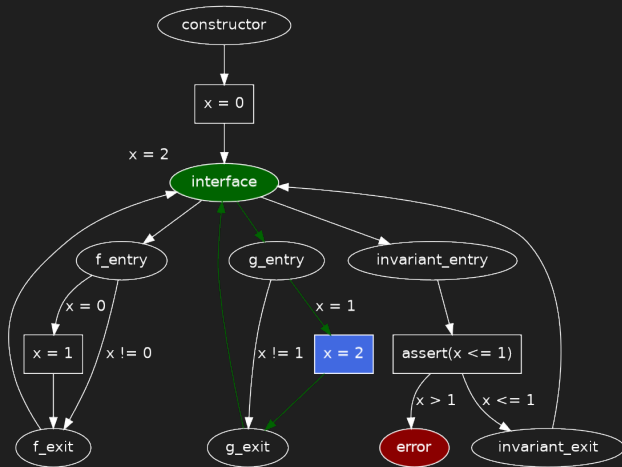 constructor
x = 0
x = 2
interface
f_entry
g_entry
invariant_entry
x = 0
x = 1
x = 1
x != 0
x != 1
x = 2
assert(x <= 1)
x > 1
x <= 1
f_exit
g_exit
error
invariant_exit